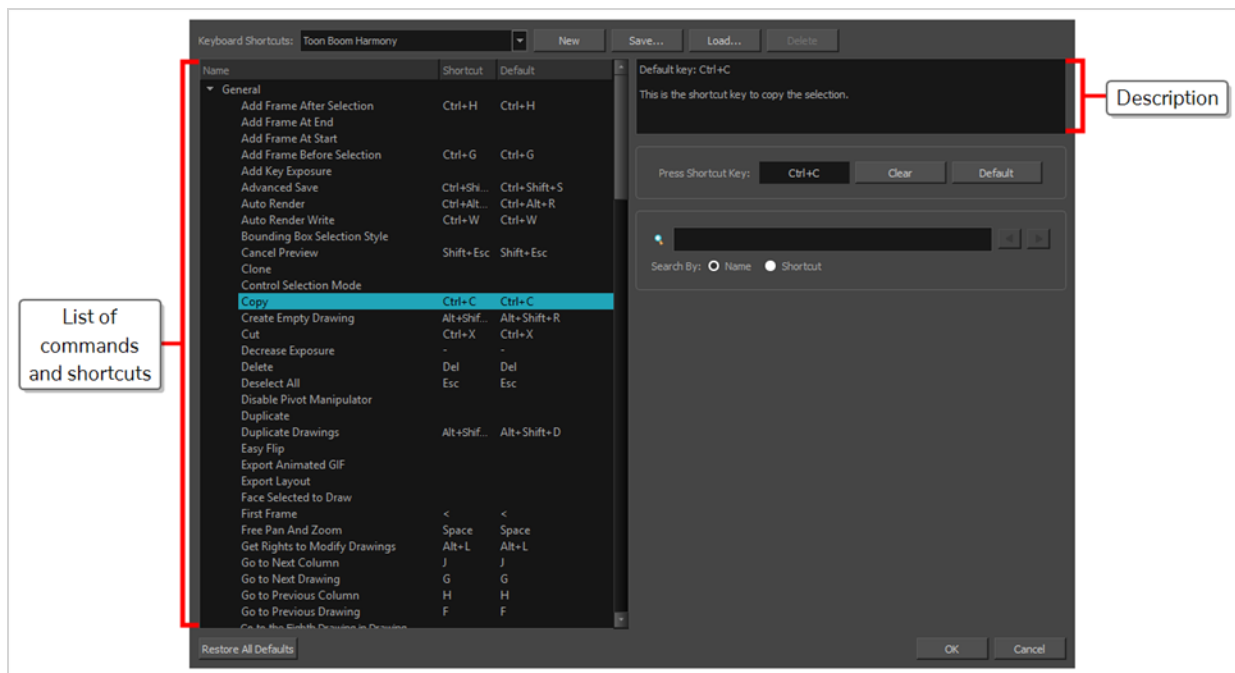 Keyboard Shortcuts: Toon Boom Harmony New Save... Load... Delete
Name Shortcut Default
General
Add Frame After Selection Ctrl+H Ctrl+H
Add Frame At End
Add Frame At Start
Add Frame Before Selection Ctrl+G Ctrl+G
Add Key Exposure
Advanced Save Ctrl+Shi... Ctrl+Shift+S
Auto Render Ctrl+Alt... Ctrl+Alt+R
Auto Render Write Ctrl+W Ctrl+W
Bounding Box Selection Style
Cancel Preview Shift+Esc Shift+Esc
Clone
Control Selection Mode
Copy Ctrl+C Ctrl+C
Create Empty Drawing Alt+Shif... Alt+Shift+R
Cut Ctrl+X Ctrl+X
Decrease Exposure - -
Delete Del Del
Deselect All Esc Esc
Disable Pivot Manipulator
Duplicate
Duplicate Drawings Alt+Shif... Alt+Shift+D
Easy Flip
Export Animated GIF
Export Layout
Face Selected to Draw
First Frame < <
Free Pan And Zoom Space Space
Get Rights to Modify Drawings Alt+L Alt+L
Go to Next Column J J
Go to Next Drawing G G
Go to Previous Column H H
Go to Previous Drawing F F
Go to the Eighth Drawing in Drawing
Default key: Ctrl+C
This is the shortcut key to copy the selection.
Press Shortcut Key: Ctrl+C Clear Default
Search By: Name Shortcut
Restore All Defaults OK Cancel
List of
commands
and shortcuts
Description